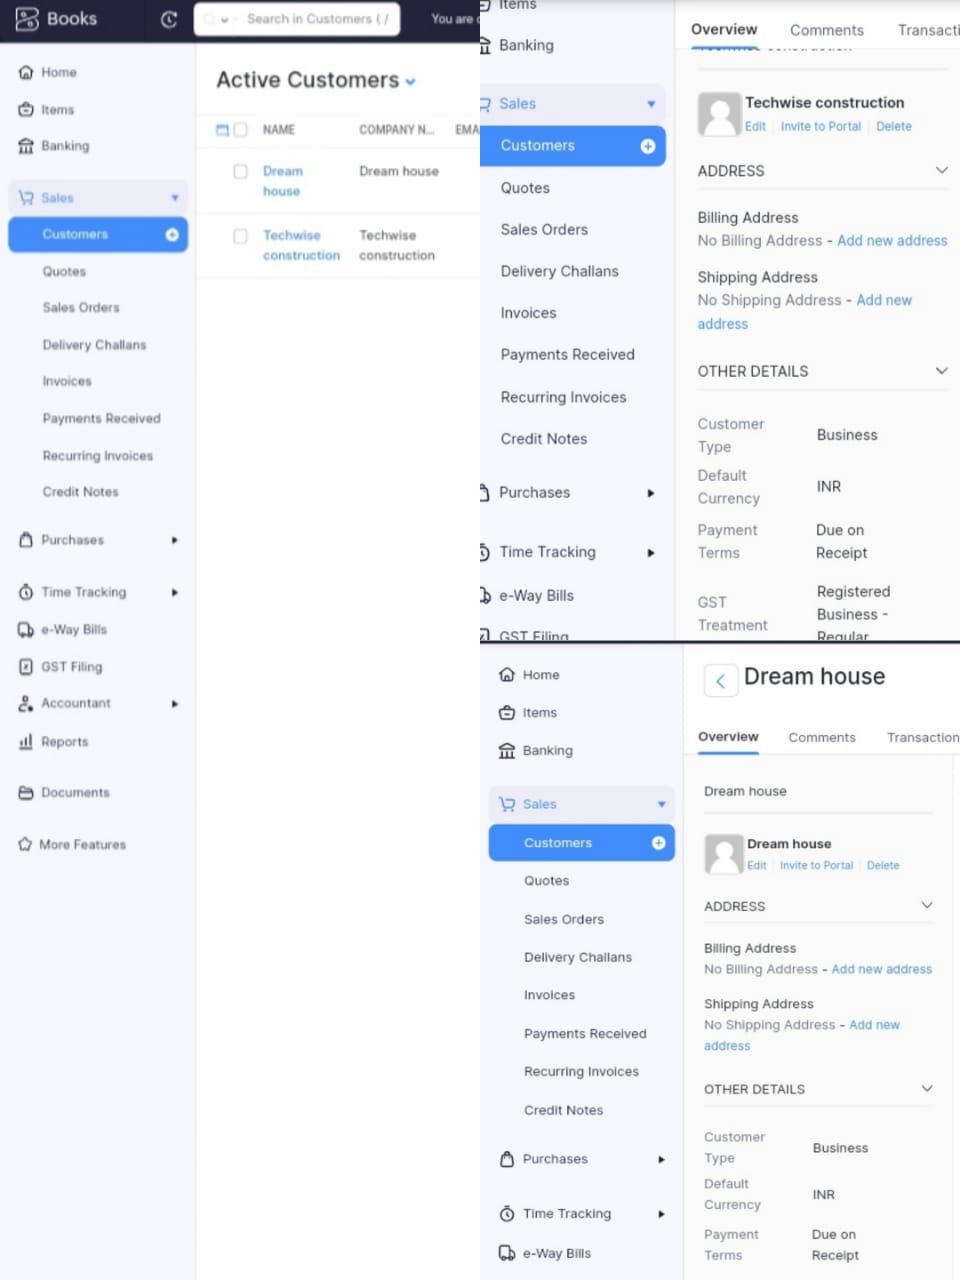 Books
Search in Customers ( /
You are
Home
Items
Banking
Sales
Customers
Quotes
Sales Orders
Delivery Challans
Invoices
Payments Received
Recurring Invoices
Credit Notes
Purchases
Time Tracking
e-Way Bills
GST Filing
Accountant
Reports
Documents
More Features
Active Customers
NAME COMPANY N... EMA
Dream Dream house
house
Techwise Techwise
construction construction
Items
Banking
Sales
Customers
Quotes
Sales Orders
Delivery Challans
Invoices
Payments Received
Recurring Invoices
Credit Notes
Purchases
Time Tracking
e-Way Bills
GST Filing
Overview Comments Transacti
Techwise construction
Techwise construction
Edit Invite to Portal Delete
ADDRESS
Billing Address
No Billing Address - Add new address
Shipping Address
No Shipping Address - Add new
address
OTHER DETAILS
Customer
Type
Business
Default
Currency
INR
Payment
Terms
Due on
Receipt
GST
Treatment
Registered
Business -
Regular
Home
Items
Banking
Sales
Customers
Quotes
Sales Orders
Delivery Challans
Invoices
Payments Received
Recurring Invoices
Credit Notes
Purchases
Time Tracking
e-Way Bills
Dream house
Overview Comments Transaction
Dream house
Dream house
Edit Invite to Portal Delete
ADDRESS
Billing Address
No Billing Address - Add new address
Shipping Address
No Shipping Address - Add new
address
OTHER DETAILS
Customer
Type
Business
Default
Currency
INR
Payment
Terms
Due on
Receipt